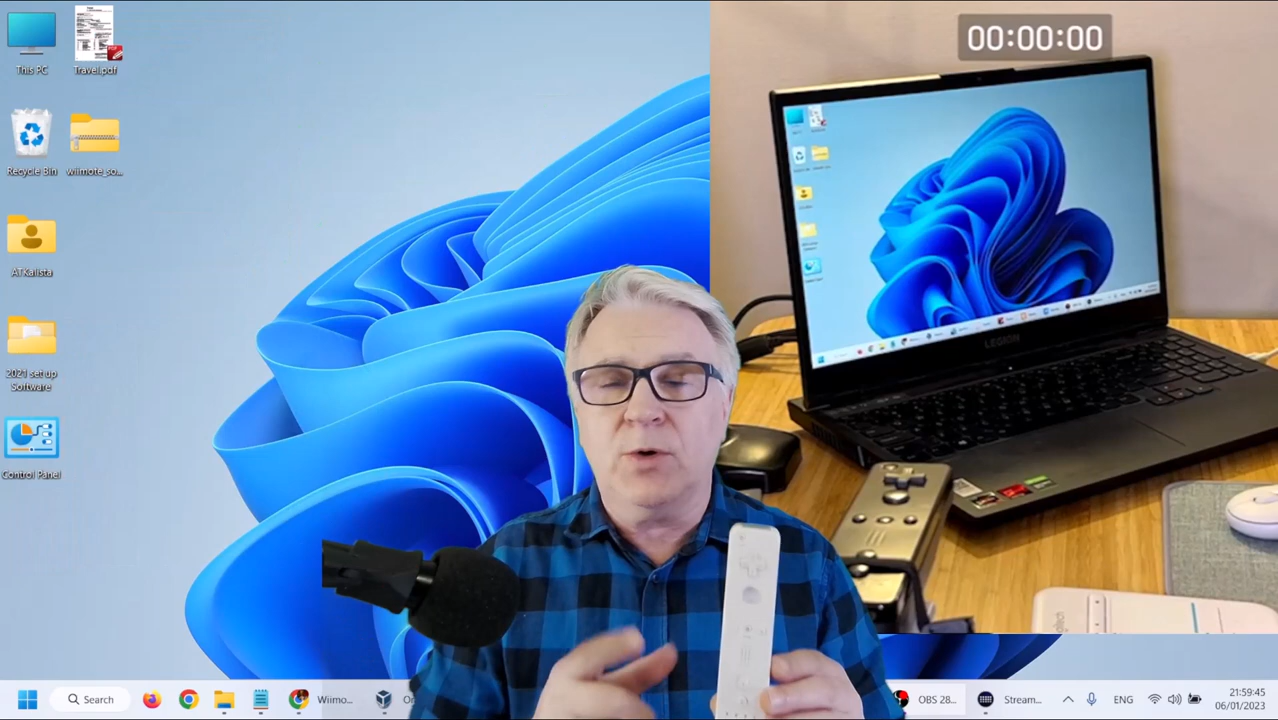 This PC
Travel.pdf
Recycle Bin
wiimote_so...
ATKallsta
2021 set up
Software
Control Panel
00:00:00
LEGION
Search
Wiimo...
OBS 28...
Stream...
ENG
21:59:45
06/01/2023